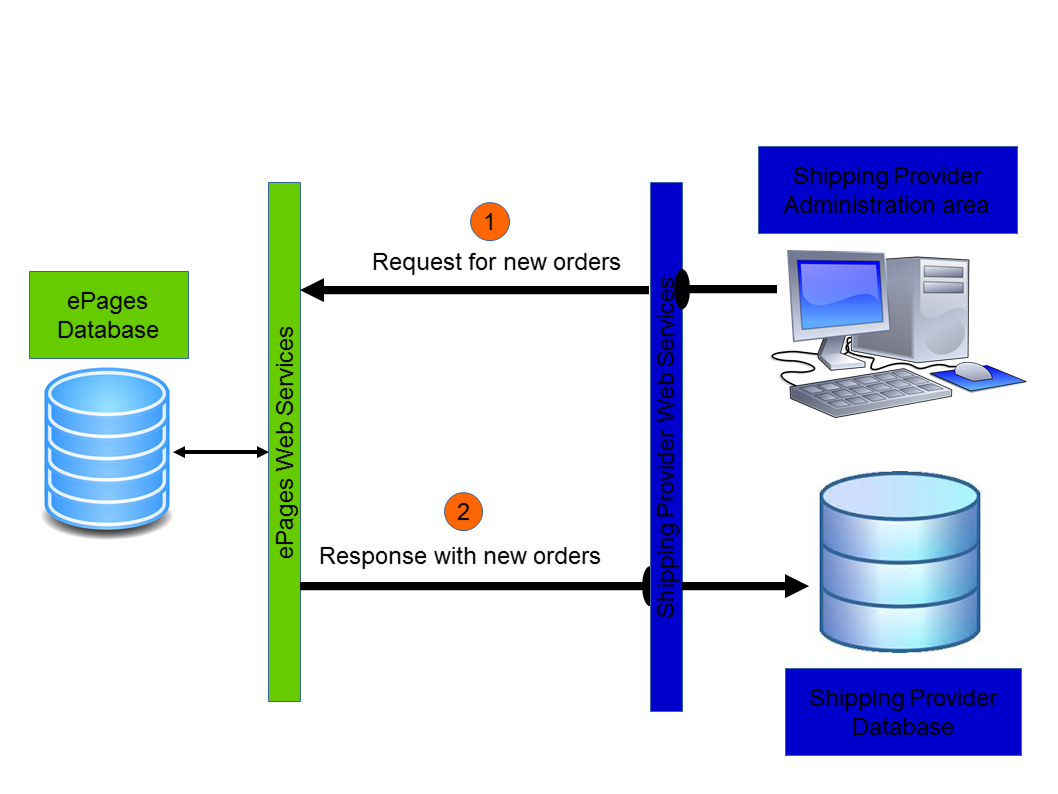 Shipping Provider
Administration area
1
Request for new orders
ePages
Database
ePages Web Services
Shipping Provider Web Services
2
Response with new orders
Shipping Provider
Database